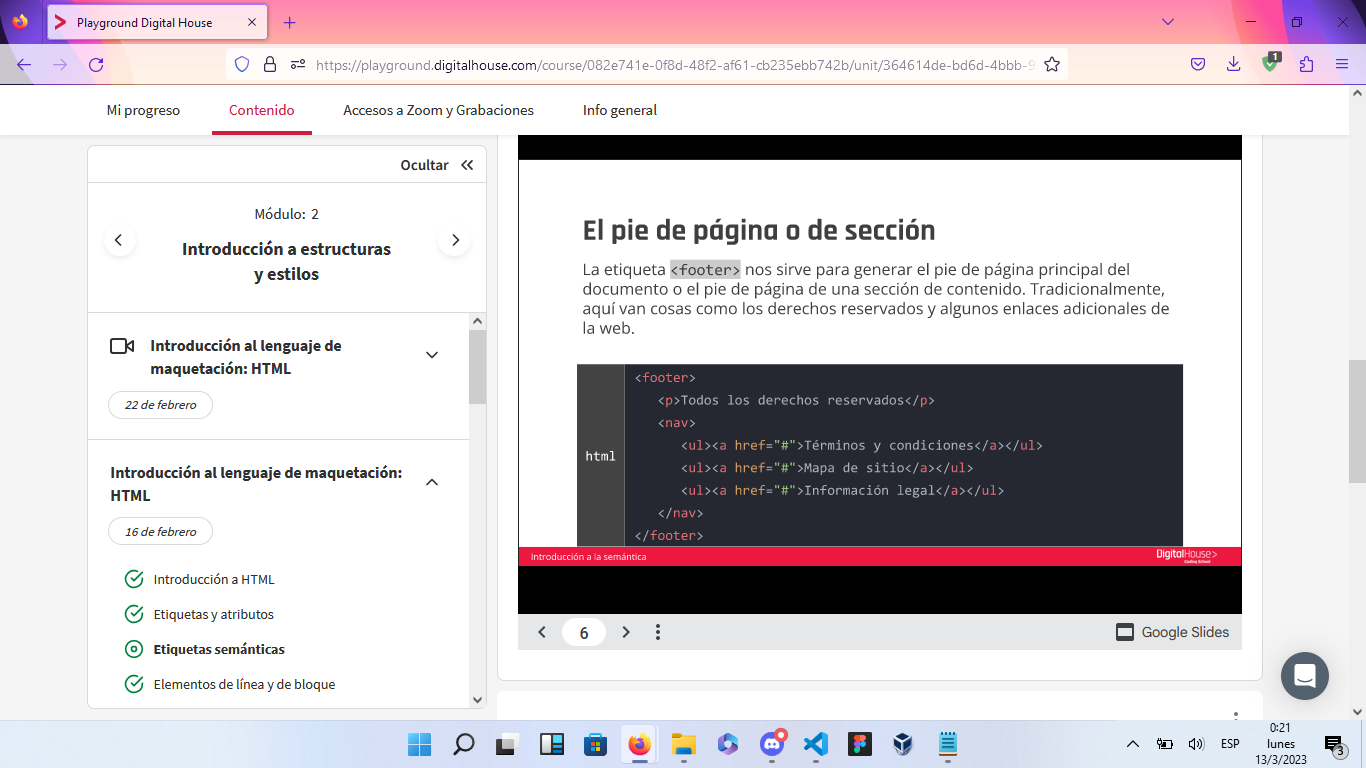 Playground Digital House
https://playground.digitalhouse.com/course/082e741e-0f8d-48f2-af61-cb235ebb742b/unit/364614de-bd6d-4bbb-9
1
Mi progreso
Contenido
Accesos a Zoom y Grabaciones
Info general
Ocultar
Módulo: 2
Introducción a estructuras
y estilos
Introducción al lenguaje de
maquetación: HTML
22 de febrero
Introducción al lenguaje de maquetación:
HTML
16 de febrero
Introducción a HTML
Etiquetas y atributos
Etiquetas semánticas
Elementos de línea y de bloque
El pie de página o de sección
La etiqueta <footer> nos sirve para generar el pie de página principal del
documento o el pie de página de una sección de contenido. Tradicionalmente,
aquí van cosas como los derechos reservados y algunos enlaces adicionales de
la web.
html
<footer>
<p>Todos los derechos reservados</p>
<nav>
<ul><a href="#">Términos y condiciones</a></ul>
<ul><a href="#">Mapa de sitio</a></ul>
<ul><a href="#">Información legal</a></ul>
</nav>
</footer>
Introducción a la semántica
DigitalHouse>
Coding School
6
Google Slides
ESP
0:21
lunes
13/3/2023
3